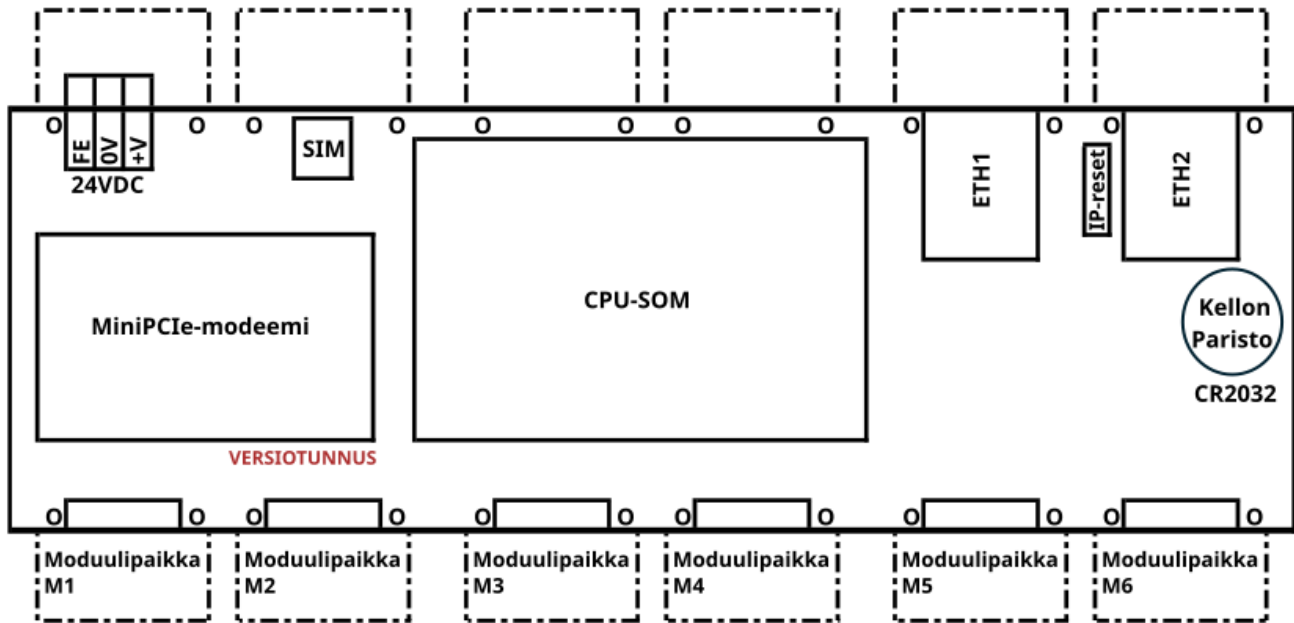 FE
0V
+V
24VDC
SIM
ETH1
IP-reset
ETH2
MiniPCIe-modeemi
CPU-SOM
Kellon
Paristo
CR2032
VERSIOTUNNUS
Moduulipaikka
M1
Moduulipaikka
M2
Moduulipaikka
M3
Moduulipaikka
M4
Moduulipaikka
M5
Moduulipaikka
M6